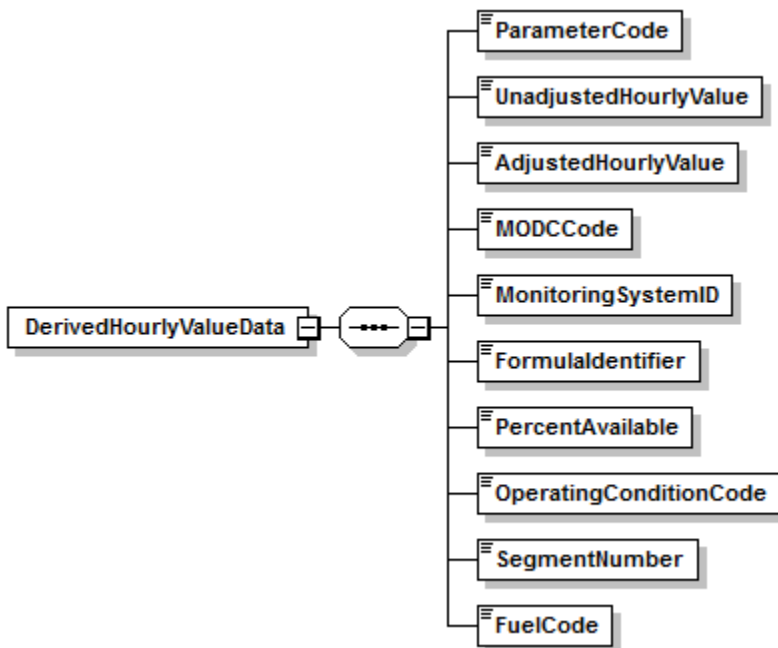 ParameterCode
UnadjustedHourlyValue
AdjustedHourlyValue
MODCCode
MonitoringSystemID
DerivedHourlyValueData
FormulaIdentifier
PercentAvailable
OperatingConditionCode
SegmentNumber
FuelCode